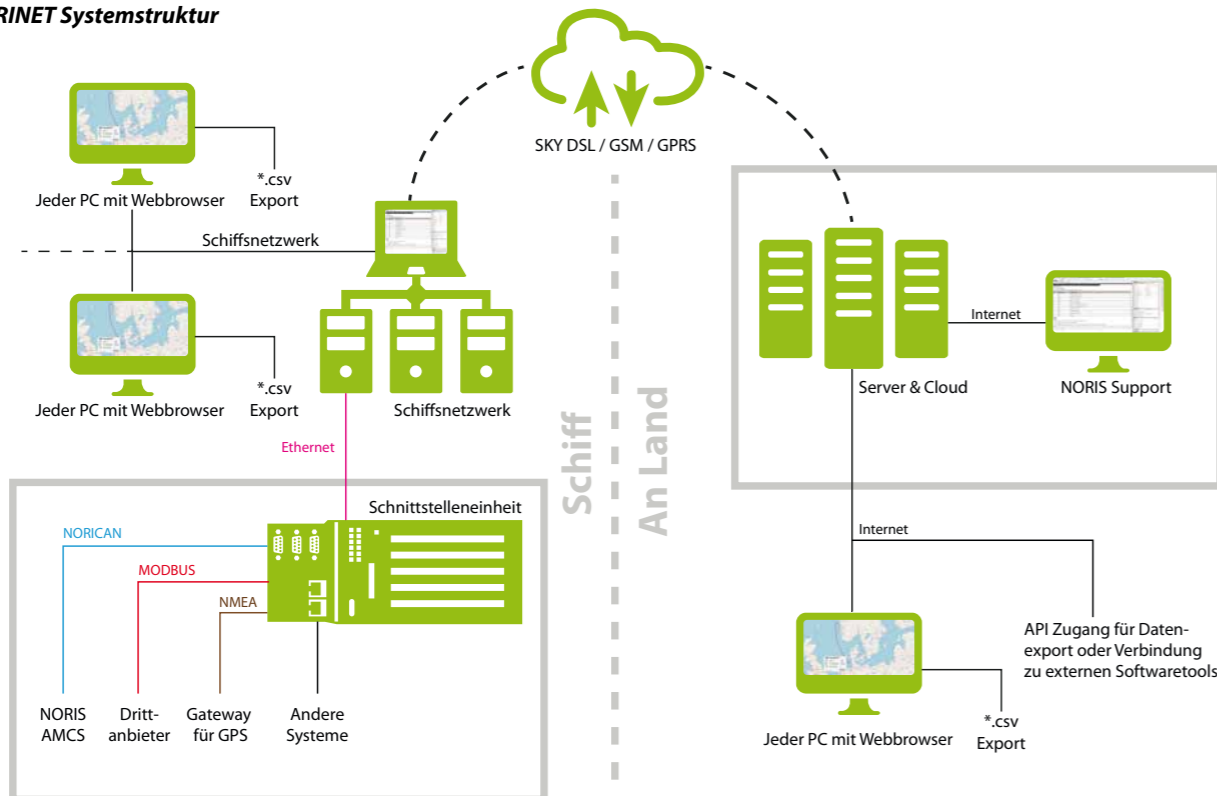 RINET Systemstruktur
SKY DSL / GSM / GPRS
Jeder PC mit Webbrowser
*.csv
Export
Schiffsnetzwerk
Jeder PC mit Webbrowser
*.csv
Export
Schiffsnetzwerk
Ethernet
Schnittstelleneinheit
NORICAN
MODBUS
NMEA
NORIS
AMCS
Dritt-
anbieter
Gateway
für GPS
Andere
Systeme
Schiff
An Land
Server & Cloud
Internet
NORIS Support
Internet
Jeder PC mit Webbrowser
*.csv
Export
API Zugang für Daten-
export oder Verbindung
zu externen Softwaretools